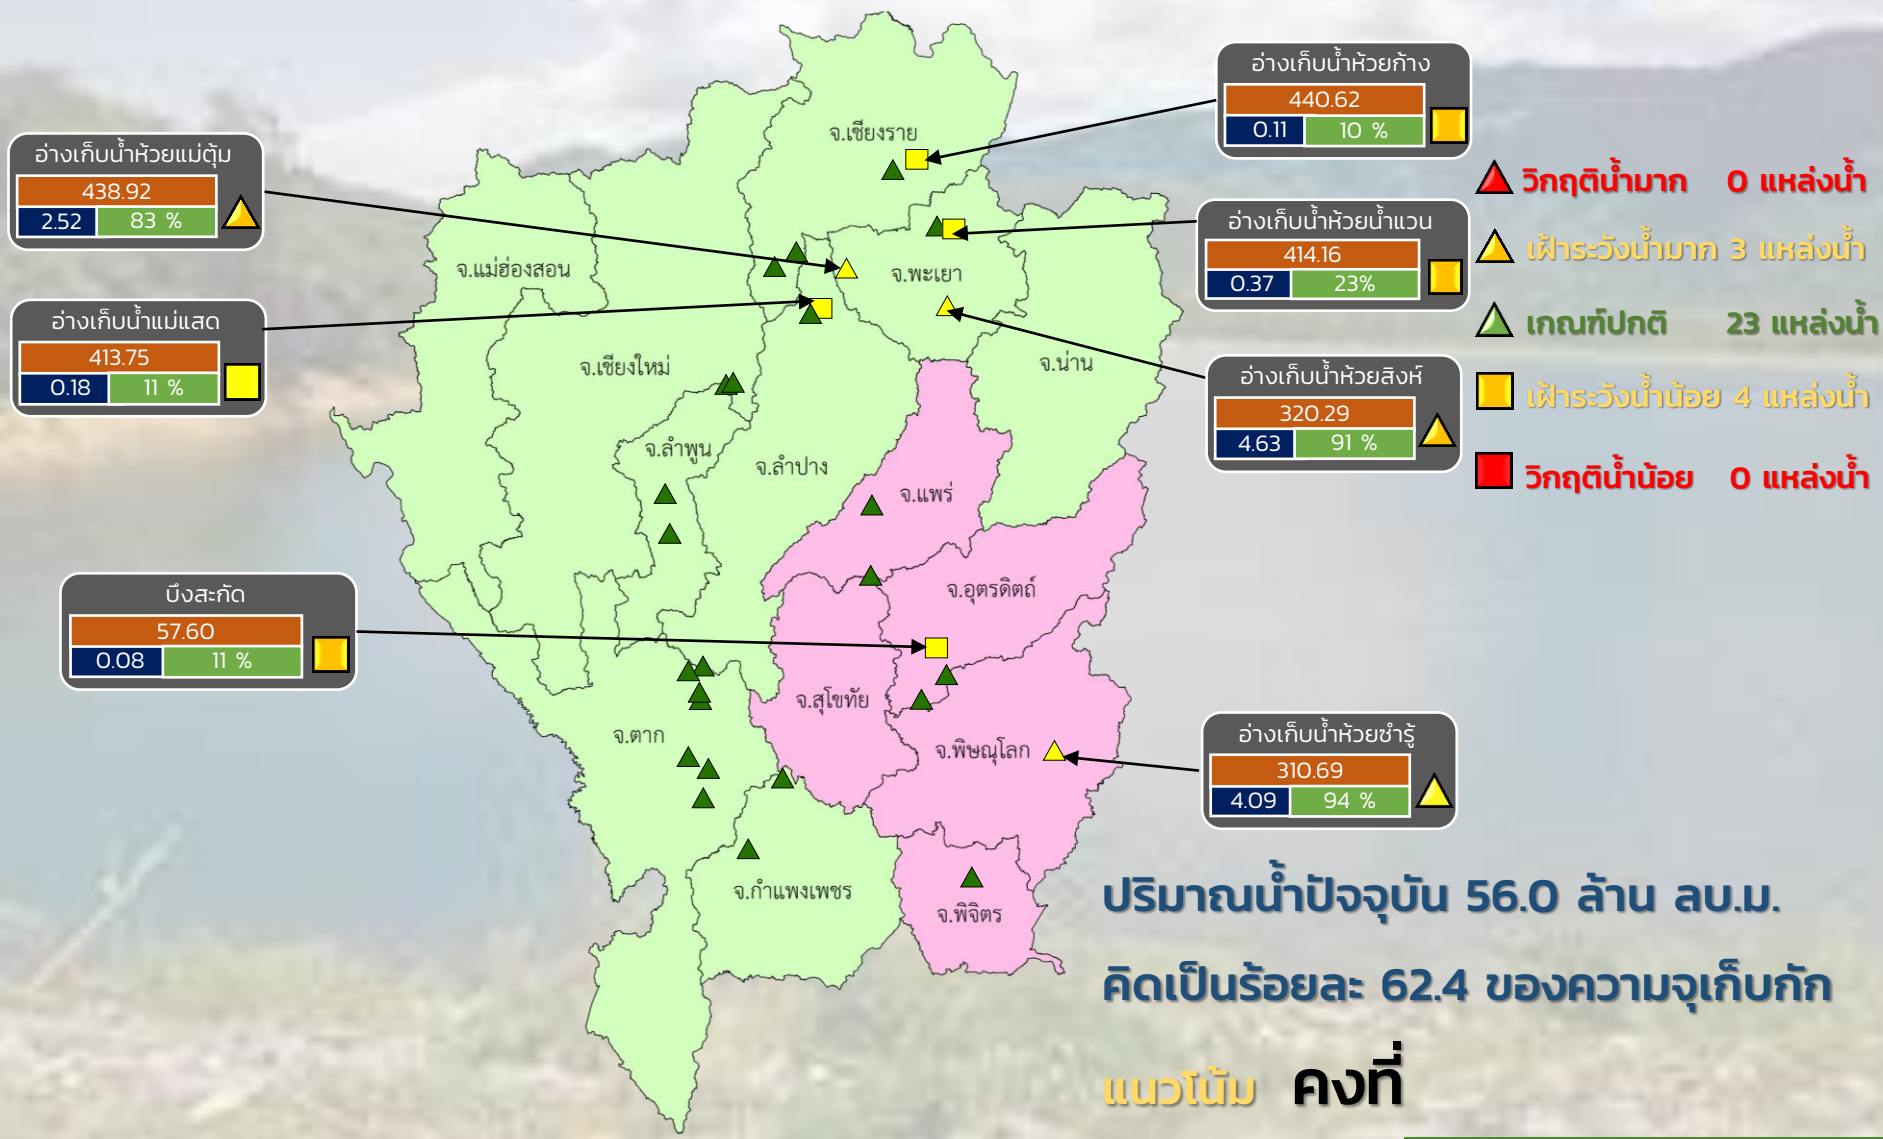 อ่างเก็บน้ำห้วยก้าง
440.62
0.11 10 %
อ่างเก็บน้ำห้วยแม่ตุ้ม
438.92
2.52 83 %
อ่างเก็บน้ำห้วยน้ำแวน
414.16
0.37 23%
อ่างเก็บน้ำแม่แสด
413.75
0.18 11 %
อ่างเก็บน้ำห้วยสิงห์
320.29
4.63 91 %
บึงสะกัด
57.60
0.08 11 %
อ่างเก็บน้ำห้วยซำรู้
310.69
4.09 94 %
จ.เชียงราย
จ.แม่ฮ่องสอน
จ.พะเยา
จ.เชียงใหม่
จ.น่าน
จ.ลำพูน
จ.ลำปาง
จ.แพร่
จ.อุตรดิตถ์
จ.สุโขทัย
จ.ตาก
จ.พิษณุโลก
จ.กำแพงเพชร
จ.พิจิตร
วิกฤติน้ำมาก 0 แหล่งน้ำ
เฝ้าระวังน้ำมาก 3 แหล่งน้ำ
เกณฑ์ปกติ 23 แหล่งน้ำ
เฝ้าระวังน้ำน้อย 4 แหล่งน้ำ
วิกฤติน้ำน้อย 0 แหล่งน้ำ
ปริมาณน้ำปัจจุบัน 56.0 ล้าน ลบ.ม.
คิดเป็นร้อยละ 62.4 ของความจุเก็บกัก
แนวโน้ม คงที่